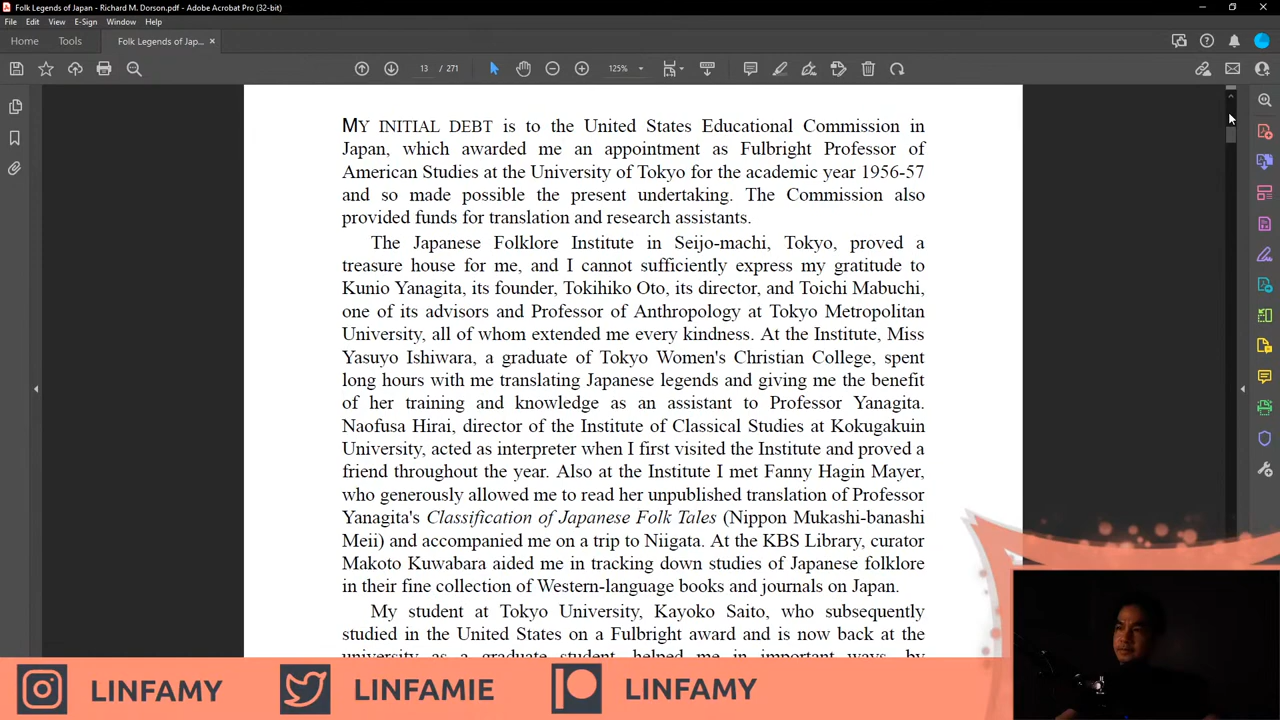 Folk Legends of Japan - Richard M. Dorson.pdf - Adobe Acrobat Pro (32-bit)
File Edit View E-Sign Window Help
Home Tools Folk Legends of Jap... ×
13 / 271 125%
MY INITIAL DEBT is to the United States Educational Commission in
Japan, which awarded me an appointment as Fulbright Professor of
American Studies at the University of Tokyo for the academic year 1956-57
and so made possible the present undertaking. The Commission also
provided funds for translation and research assistants.
The Japanese Folklore Institute in Seijo-machi, Tokyo, proved a
treasure house for me, and I cannot sufficiently express my gratitude to
Kunio Yanagita, its founder, Tokihiko Oto, its director, and Toichi Mabuchi,
one of its advisors and Professor of Anthropology at Tokyo Metropolitan
University, all of whom extended me every kindness. At the Institute, Miss
Yasuyo Ishiwara, a graduate of Tokyo Women's Christian College, spent
long hours with me translating Japanese legends and giving me the benefit
of her training and knowledge as an assistant to Professor Yanagita.
Naofusa Hirai, director of the Institute of Classical Studies at Kokugakuin
University, acted as interpreter when I first visited the Institute and proved a
friend throughout the year. Also at the Institute I met Fanny Hagin Mayer,
who generously allowed me to read her unpublished translation of Professor
Yanagita's Classification of Japanese Folk Tales (Nippon Mukashi-banashi
Meii) and accompanied me on a trip to Niigata. At the KBS Library, curator
Makoto Kuwabara aided me in tracking down studies of Japanese folklore
in their fine collection of Western-language books and journals on Japan.
My student at Tokyo University, Kayoko Saito, who subsequently
studied in the United States on a Fulbright award and is now back at the
university as a graduate student, helped me in important ways, by
LINFAMY LINFAMIE LINFAMY